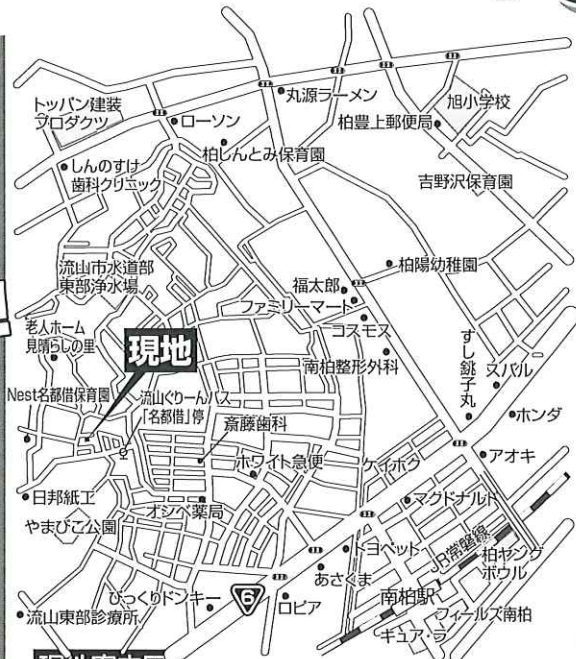 丸源ラーメン
トッパン建装
プロダクツ
ローソン
柏豊上郵便局
旭小学校
柏しんとみ保育園
しんのすけ
歯科クリニック
吉野沢保育園
流山市水道部
東部浄水場
柏陽幼稚園
福太郎
ファミリーマート
コスモス
老人ホーム
見晴らしの里
現地
南柏整形外科
すし銚子丸
スバル
Nest名都借保育園
流山ぐりーんバス
「名都借」停
斎藤歯科
ホンダ
ホワイト急便
ケイホク
アオキ
日邦紙工
オシベ薬局
マクドナルド
やまびこ公園
トヨペット
JR常磐線
柏ヤング
ボウル
あさくま
びっくりドンキー
6
ロピア
南柏駅
フィールズ南柏
流山東部診療所
ギュア・ラ